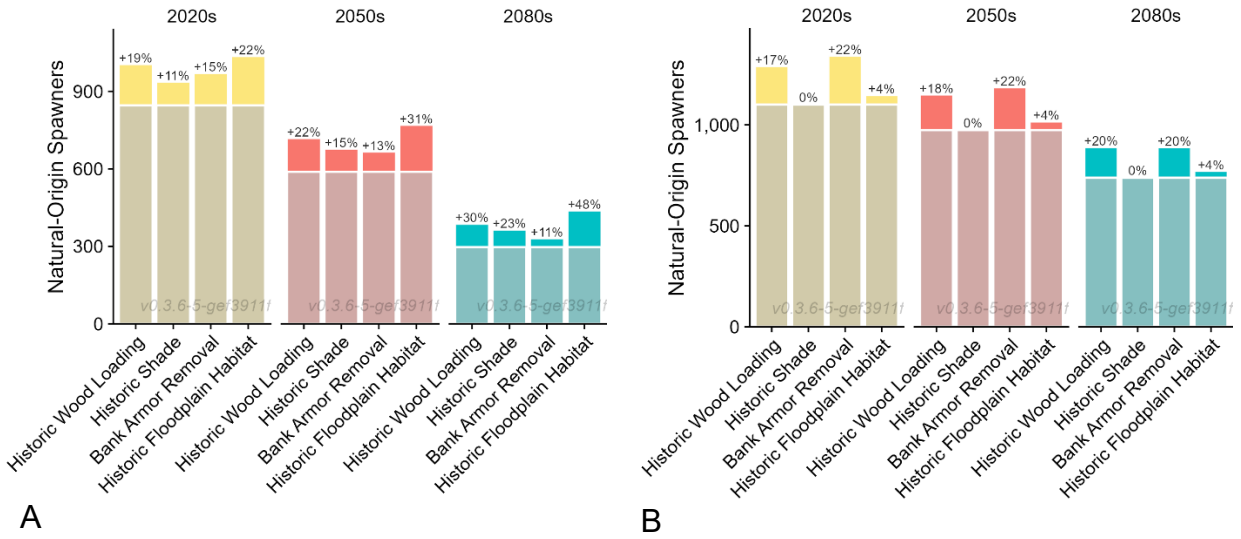 2020s
2050s
2080s
Natural-Origin Spawners
900
600
300
0
+19%
+11%
+15%
+22%
+22%
+15%
+13%
+31%
+30%
+23%
+11%
+48%
v0.3.6-5-gef3911f
v0.3.6-5-gef3911f
v0.3.6-5-gef3911f
Historic Wood Loading
Historic Shade
Bank Armor Removal
Historic Floodplain Habitat
Historic Wood Loading
Historic Shade
Bank Armor Removal
Historic Floodplain Habitat
Historic Wood Loading
Historic Shade
Bank Armor Removal
Historic Floodplain Habitat
A
2020s
2050s
2080s
Natural-Origin Spawners
1,000
500
0
+17%
0%
+22%
+4%
+18%
0%
+22%
+4%
+20%
0%
+20%
+4%
v0.3.6-5-gef3911f
v0.3.6-5-gef3911f
v0.3.6-5-gef3911f
Historic Wood Loading
Historic Shade
Bank Armor Removal
Historic Floodplain Habitat
Historic Wood Loading
Historic Shade
Bank Armor Removal
Historic Floodplain Habitat
Historic Wood Loading
Historic Shade
Bank Armor Removal
Historic Floodplain Habitat
B